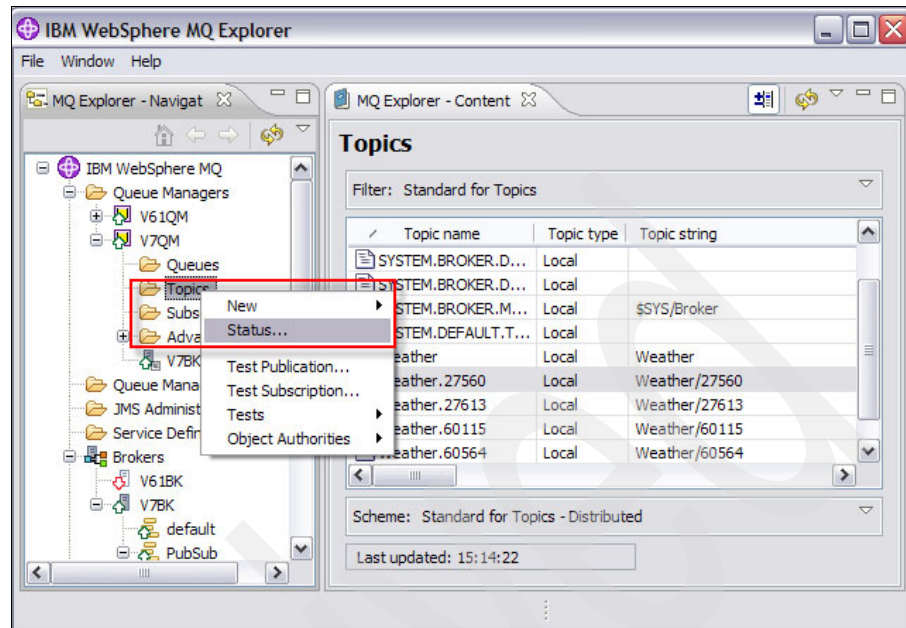 IBM WebSphere MQ Explorer
File Window Help
MQ Explorer - Navigat
IBM WebSphere MQ
Queue Managers
V61QM
V7QM
Queues
Topics
Subs
Adva
V7BK
Queue Mana
JMS Administ
Service Defin
Brokers
V61BK
V7BK
default
PubSub
New
Status...
Test Publication...
Test Subscription...
Tests
Object Authorities
MQ Explorer - Content
Topics
Filter: Standard for Topics
Topic name Topic type Topic string
SYSTEM.BROKER.D... Local
SYSTEM.BROKER.D... Local
STEM.BROKER.M... Local $SYS/Broker
STEM.DEFAULT.T... Local
eather Local Weather
eather.27560 Local Weather/27560
eather.27613 Local Weather/27613
eather.60115 Local Weather/60115
eather.60564 Local Weather/60564
Scheme: Standard for Topics - Distributed
Last updated: 15:14:22